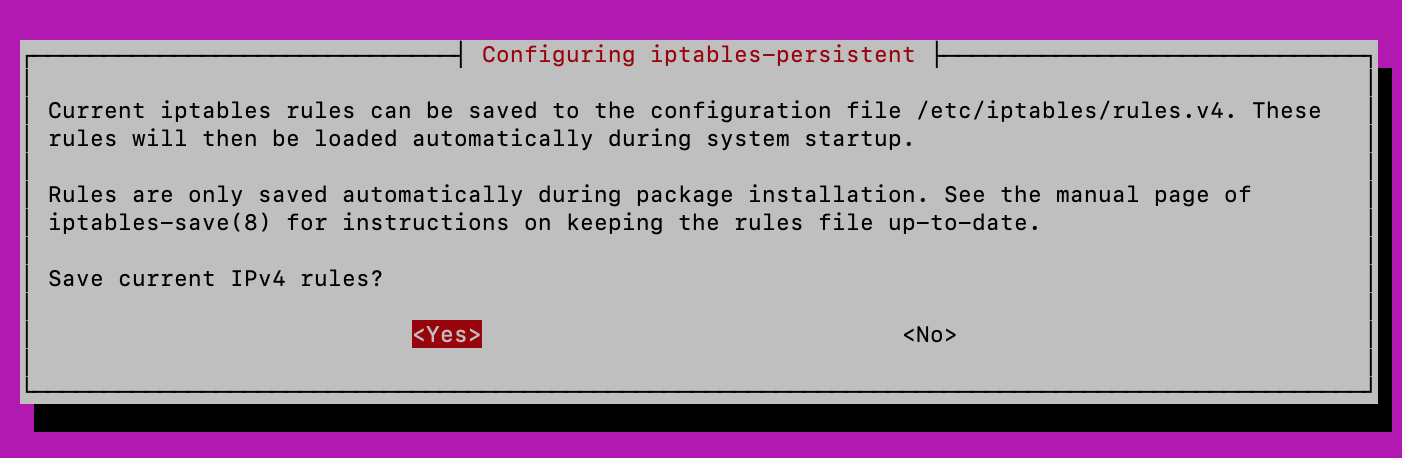 Configuring iptables-persistent
Current iptables rules can be saved to the configuration file /etc/iptables/rules.v4. These
rules will then be loaded automatically during system startup.
Rules are only saved automatically during package installation. See the manual page of
iptables-save(8) for instructions on keeping the rules file up-to-date.
Save current IPv4 rules?
<Yes> <No>